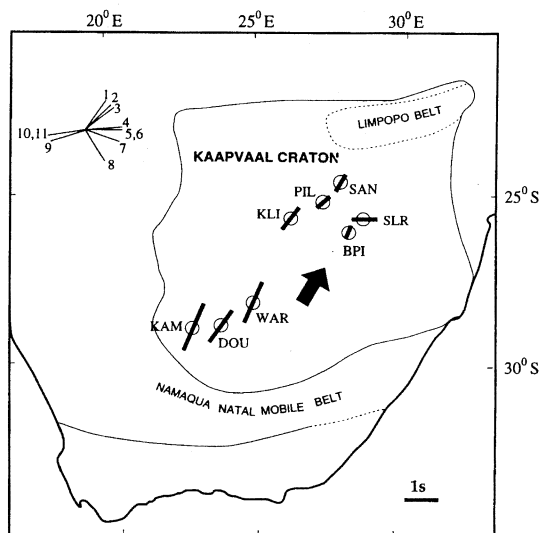 20⁰ E 25⁰ E 30⁰ E
1 2
3
4
5,6
7
8
9
10,11
LIMPOPO BELT
KAAPVAAL CRATON
SAN
PIL
KLI
SLR
BPI
25⁰ S
WAR
KAM
DOU
30⁰ S
NAMAQUA NATAL MOBILE BELT
1s